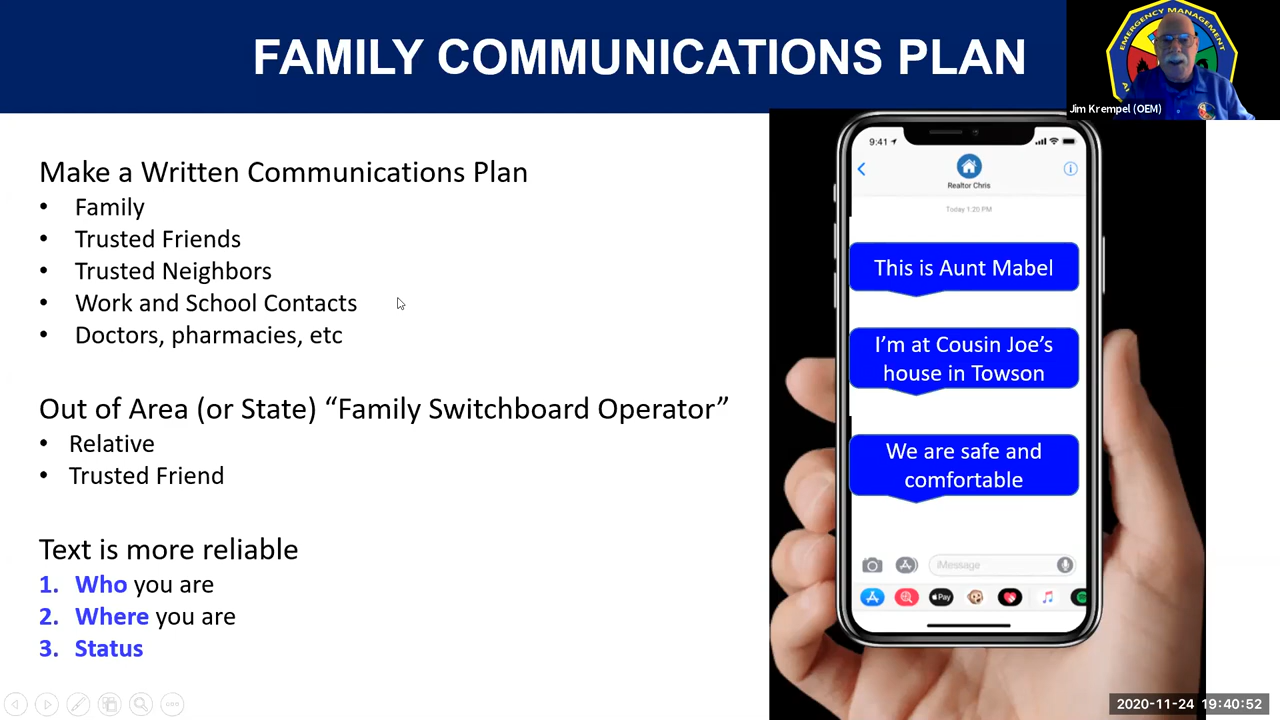 FAMILY COMMUNICATIONS PLAN
EMERGENCY MANAGEMENT
Jim Krempel (OEM)
Make a Written Communications Plan
• Family
• Trusted Friends
• Trusted Neighbors
• Work and School Contacts
• Doctors, pharmacies, etc
Out of Area (or State) “Family Switchboard Operator”
• Relative
• Trusted Friend
Text is more reliable
1. Who you are
2. Where you are
3. Status
9:41
Realtor Chris
Today 1:20 PM
This is Aunt Mabel
I’m at Cousin Joe’s
house in Towson
We are safe and
comfortable
iMessage
Pay
2020-11-24 19:40:52